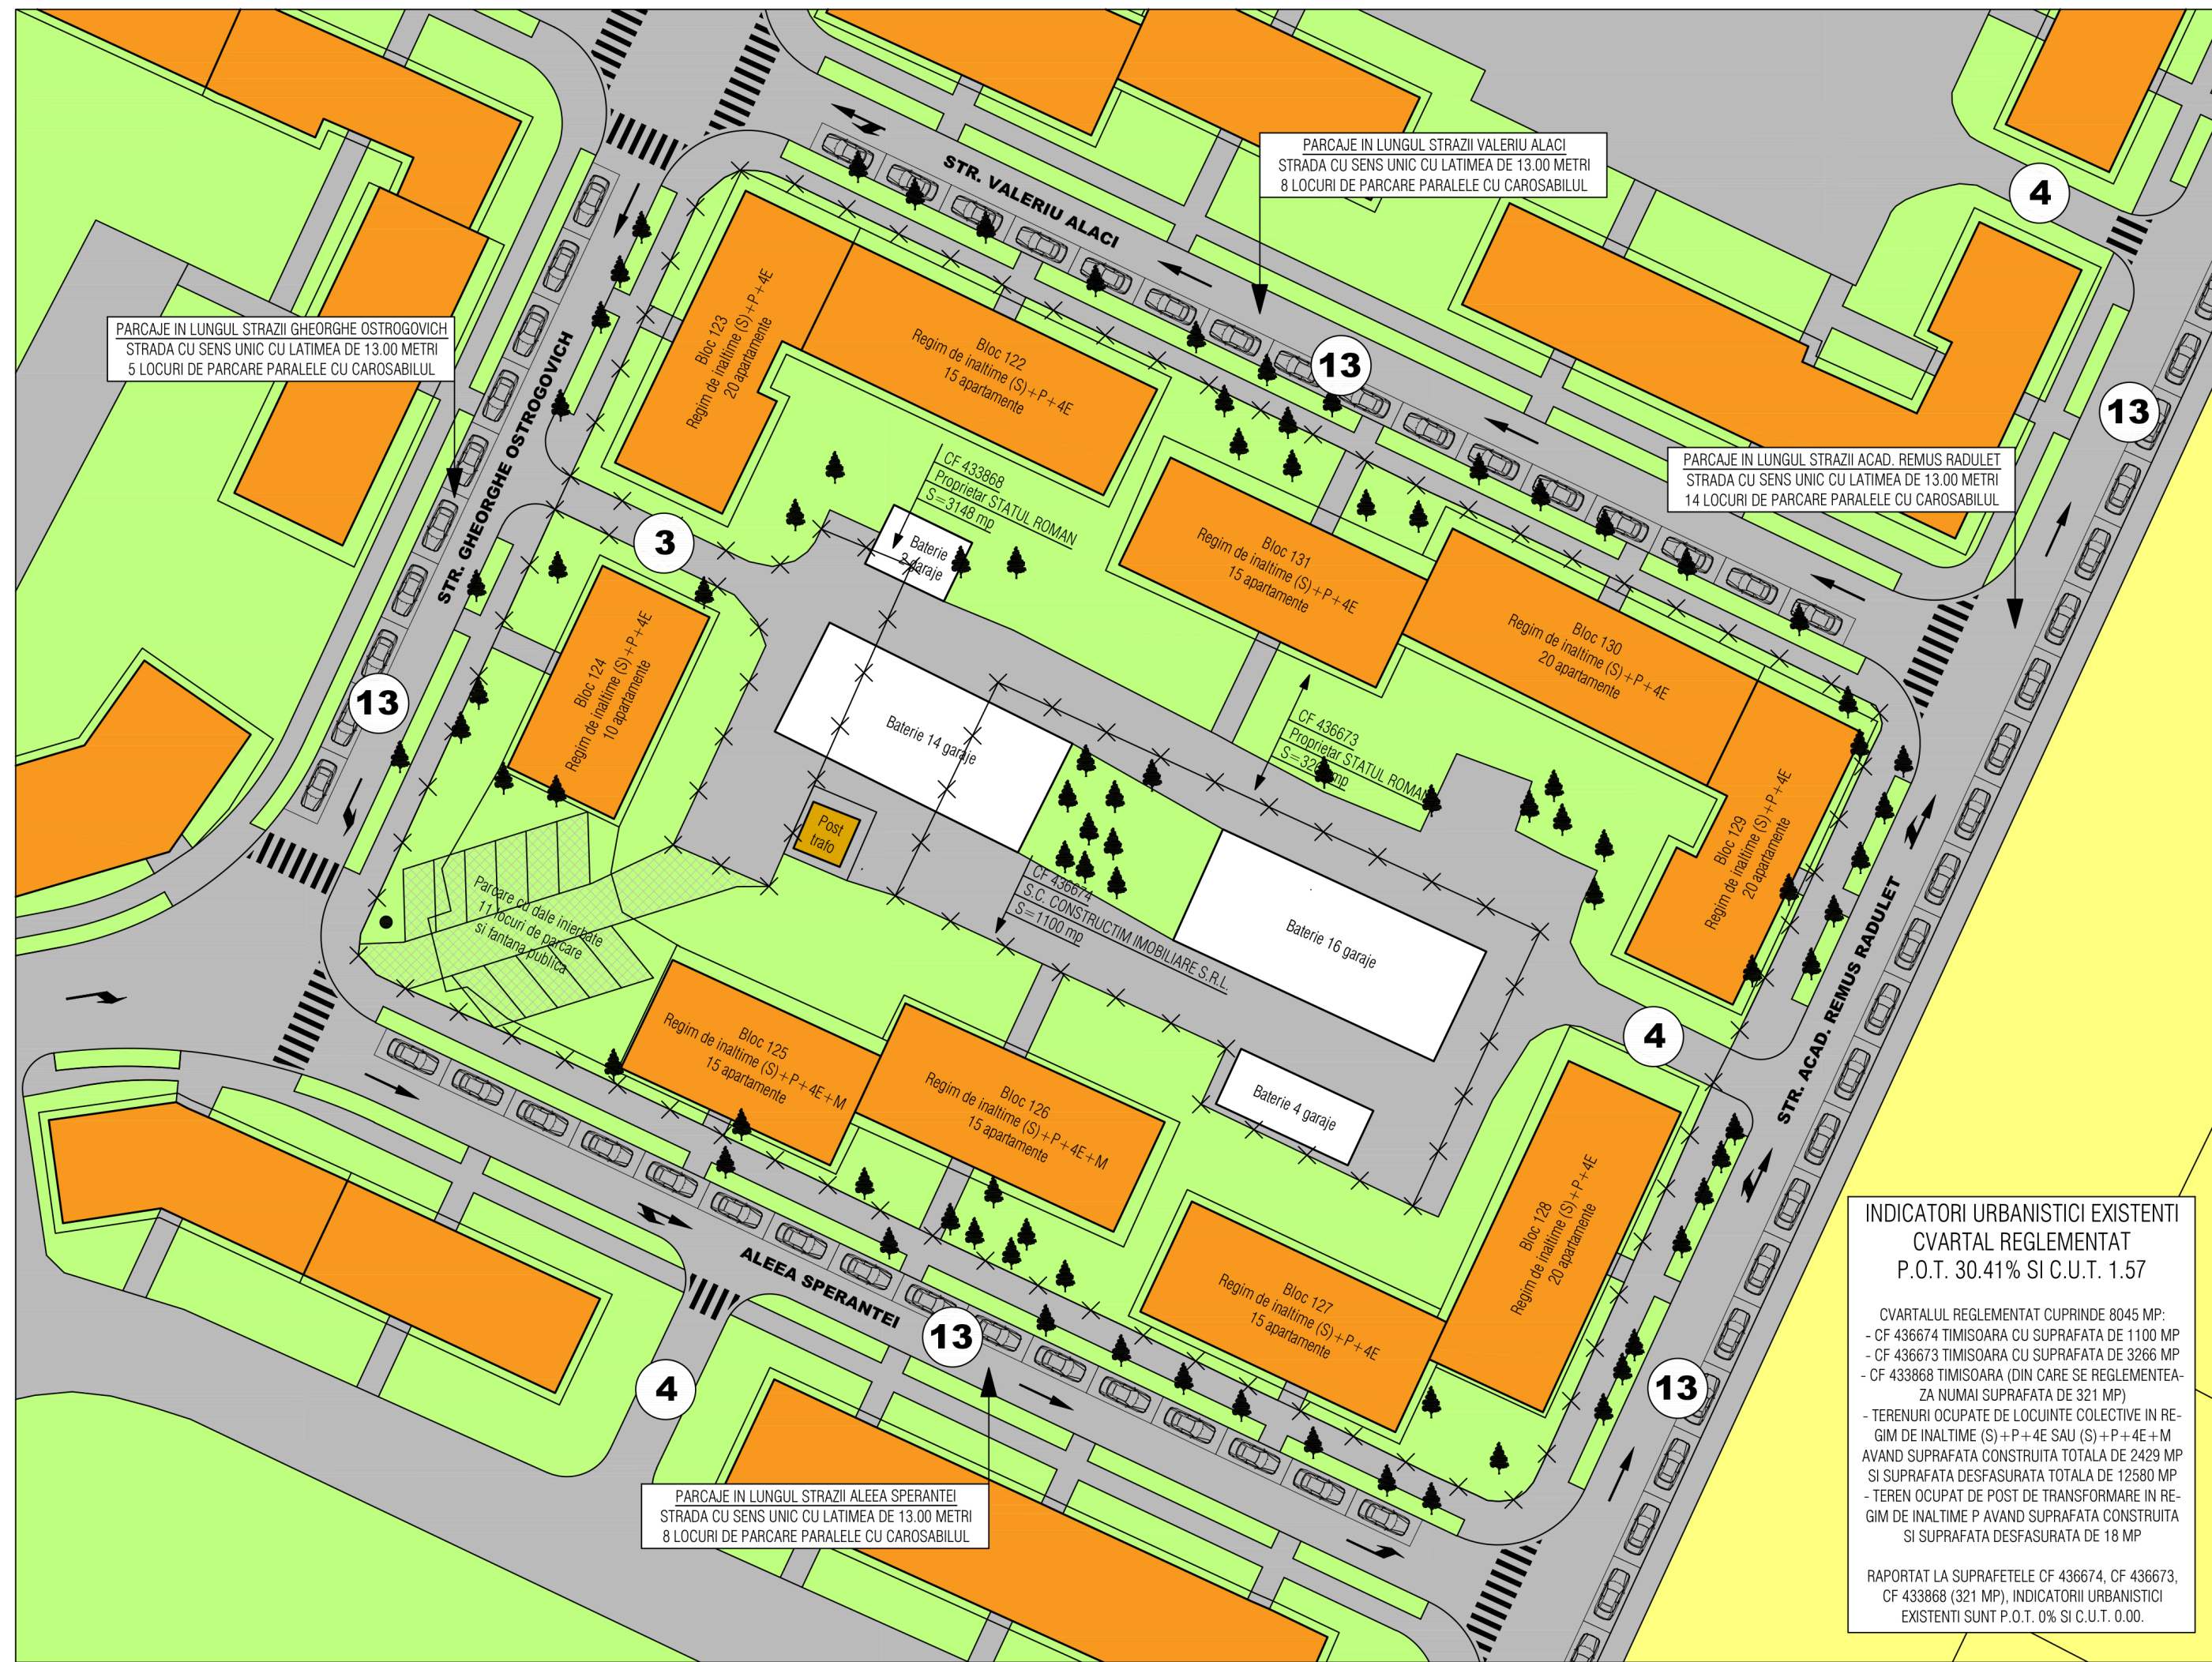 PARCAJE IN LUNGUL STRAZII VALERIU ALACI
STRADA CU SENS UNIC CU LATIMEA DE 13.00 METRI
8 LOCURI DE PARCARE PARALELE CU CAROSABILUL
STR. VALERIU ALACI
4
13
13
PARCAJE IN LUNGUL STRAZII GHEORGHE OSTROGOVICH
STRADA CU SENS UNIC CU LATIMEA DE 13.00 METRI
5 LOCURI DE PARCARE PARALELE CU CAROSABILUL
STR. GHEORGHE OSTROGOVICH
Bloc 123
Regim de inaltime (S)+P+4E
20 apartamente
Bloc 122
Regim de inaltime (S)+P+4E
15 apartamente
PARCAJE IN LUNGUL STRAZII ACAD. REMUS RADULET
STRADA CU SENS UNIC CU LATIMEA DE 13.00 METRI
14 LOCURI DE PARCARE PARALELE CU CAROSABILUL
CF 433868
Proprietar STATUL ROMAN
S=3148 mp
3
Baterie
2 garaje
Bloc 131
Regim de inaltime (S)+P+4E
15 apartamente
Bloc 130
Regim de inaltime (S)+P+4E
20 apartamente
Bloc 124
Regim de inaltime (S)+P+4E
10 apartamente
13
Baterie 14 garaje
CF 436673
Proprietar STATUL ROMAN
mp
Post
trafo
Bloc 129
Regim de inaltime (S)+P+4E
20 apartamente
Parcare cu dale inierbate
11 locuri de parcare
si fantana publica
CF 436674
S.C. CONSTRUCTIM IMOBILIARE S.R.L.
S=1100 mp
Baterie 16 garaje
STR. ACAD. REMUS RADULET
4
Bloc 125
Regim de inaltime (S)+P+4E+M
15 apartamente
Bloc 126
Regim de inaltime (S)+P+4E+M
15 apartamente
Baterie 4 garaje
Bloc 128
Regim de inaltime (S)+P+4E
20 apartamente
Bloc 127
Regim de inaltime (S)+P+4E
15 apartamente
ALEEA SPERANTEI
13
4
13
PARCAJE IN LUNGUL STRAZII ALEEA SPERANTEI
STRADA CU SENS UNIC CU LATIMEA DE 13.00 METRI
8 LOCURI DE PARCARE PARALELE CU CAROSABILUL
INDICATORI URBANISTICI EXISTENTI
CVARTAL REGLEMENTAT
P.O.T. 30.41% SI C.U.T. 1.57
CVARTALUL REGLEMENTAT CUPRINDE 8045 MP:
- CF 436674 TIMISOARA CU SUPRAFATA DE 1100 MP
- CF 436673 TIMISOARA CU SUPRAFATA DE 3266 MP
- CF 433868 TIMISOARA (DIN CARE SE REGLEMENTEA-
ZA NUMAI SUPRAFATA DE 321 MP)
- TERENURI OCUPATE DE LOCUINTE COLECTIVE IN RE-
GIM DE INALTIME (S)+P+4E SAU (S)+P+4E+M
AVAND SUPRAFATA CONSTRUITA TOTALA DE 2429 MP
SI SUPRAFATA DESFASURATA TOTALA DE 12580 MP
- TEREN OCUPAT DE POST DE TRANSFORMARE IN RE-
GIM DE INALTIME P AVAND SUPRAFATA CONSTRUITA
SI SUPRAFATA DESFASURATA DE 18 MP
RAPORTAT LA SUPRAFETELE CF 436674, CF 436673,
CF 433868 (321 MP), INDICATORII URBANISTICI
EXISTENTI SUNT P.O.T. 0% SI C.U.T. 0.00.